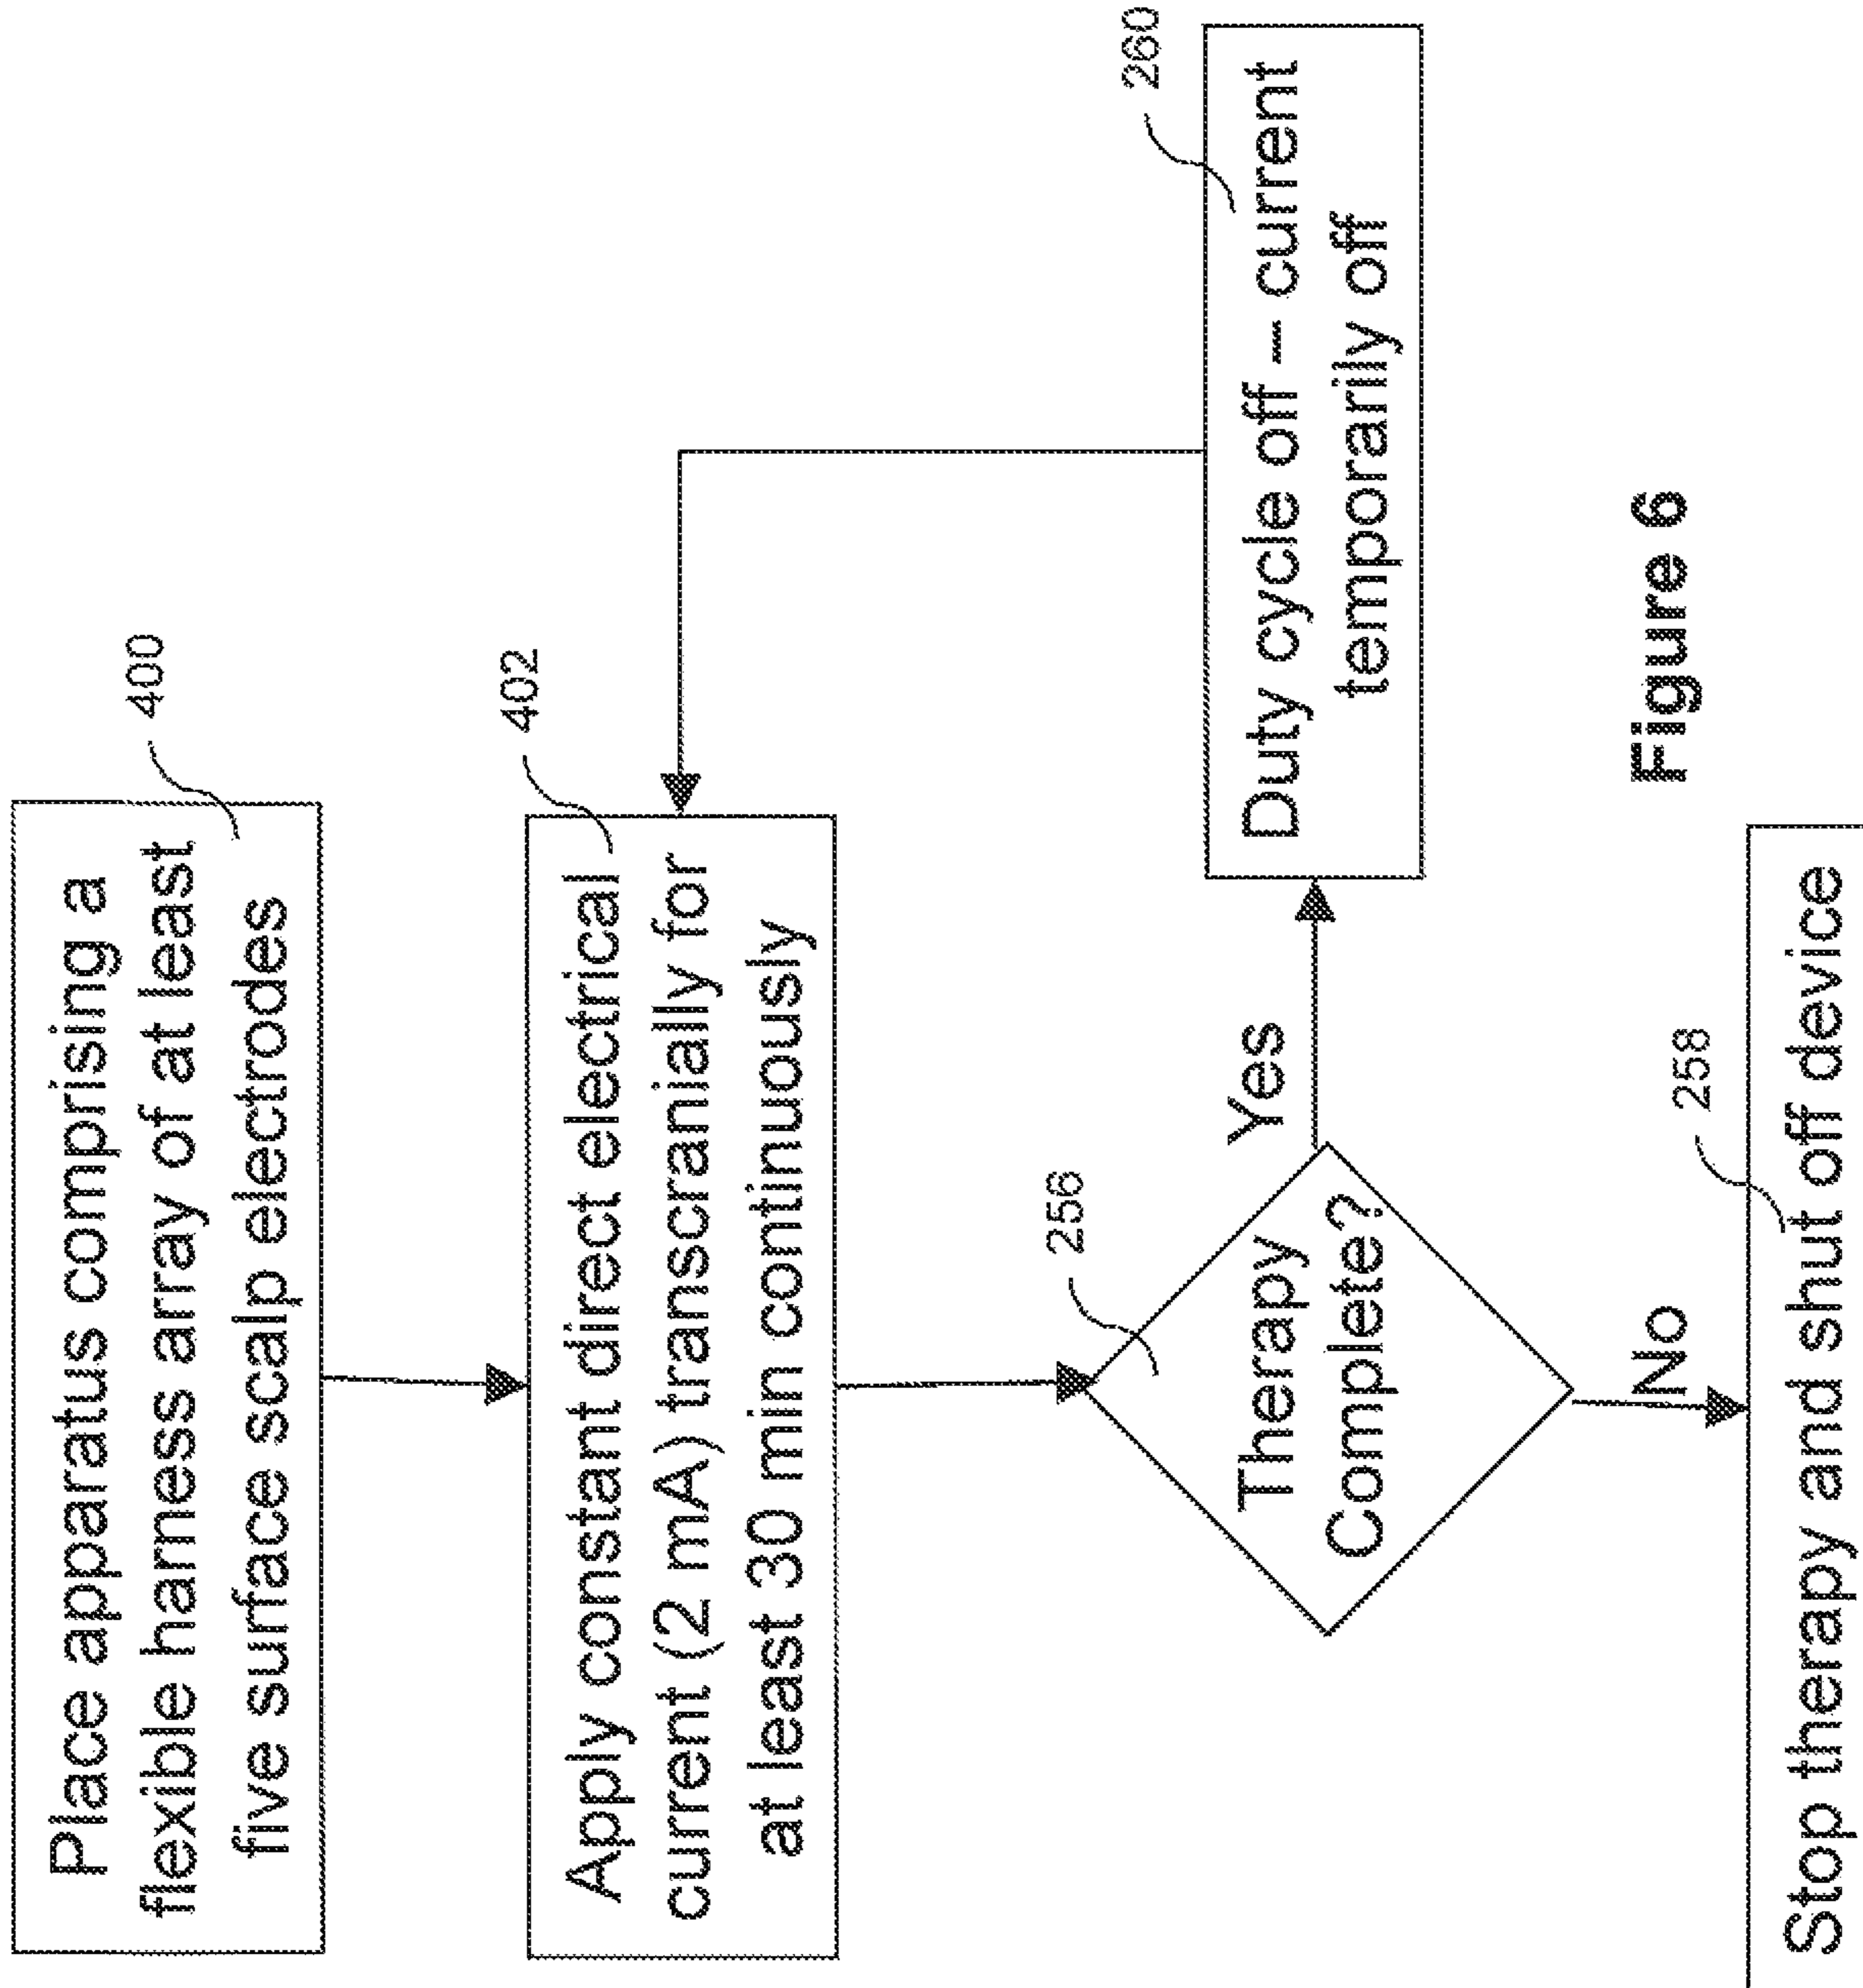 400
Place apparatus comprising a
flexible harness array of at least
five surface scalp electrodes
402
Apply constant direct electrical
current (2 mA) transcranially for
at least 30 min continuously
256
Therapy
Complete?
Yes
260
Duty cycle off – current
temporarily off
No
258
Stop therapy and shut off device
Figure 6